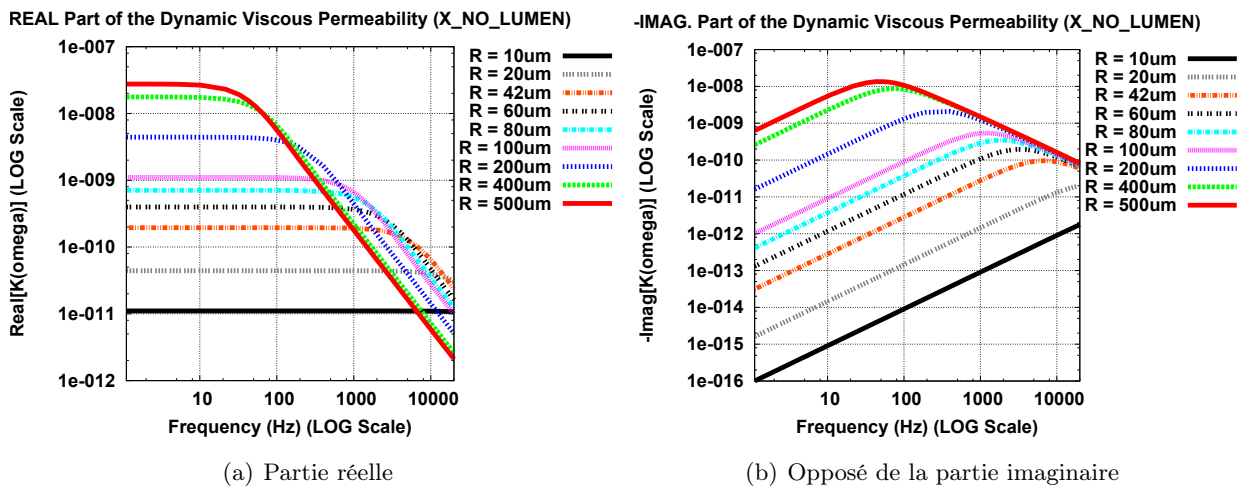 REAL Part of the Dynamic Viscous Permeability (X_NO_LUMEN)
Real[K(omega)] (LOG Scale)
1e-007
1e-008
1e-009
1e-010
1e-011
1e-012
10
100
1000
10000
Frequency (Hz) (LOG Scale)
R = 10um
R = 20um
R = 42um
R = 60um
R = 80um
R = 100um
R = 200um
R = 400um
R = 500um
(a) Partie réelle
-IMAG. Part of the Dynamic Viscous Permeability (X_NO_LUMEN)
-Imag[K(omega)] (LOG Scale)
1e-007
1e-008
1e-009
1e-010
1e-011
1e-012
1e-013
1e-014
1e-015
1e-016
10
100
1000
10000
Frequency (Hz) (LOG Scale)
R = 10um
R = 20um
R = 42um
R = 60um
R = 80um
R = 100um
R = 200um
R = 400um
R = 500um
(b) Opposé de la partie imaginaire